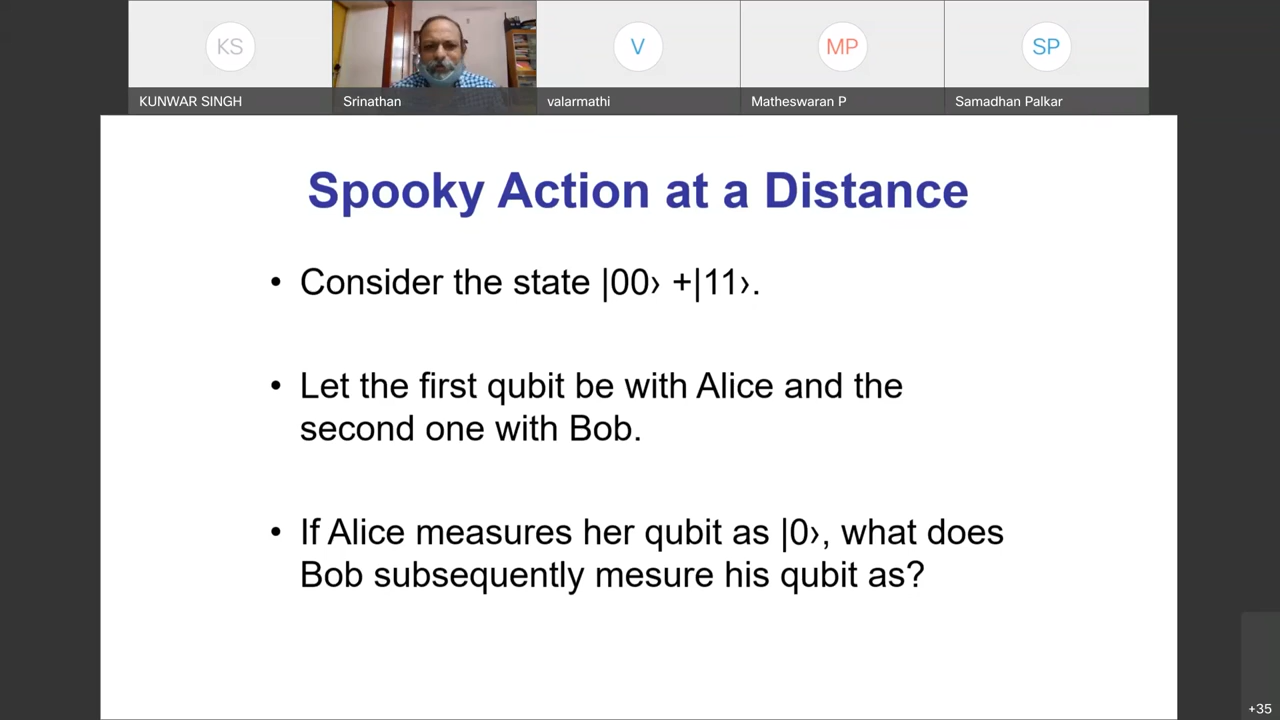 KS
V
MP
SP
KUNWAR SINGH
Srinathan
valarmathi
Matheswaran P
Samadhan Palkar
Spooky Action at a Distance
• Consider the state |00› +|11›.
• Let the first qubit be with Alice and the
second one with Bob.
• If Alice measures her qubit as |0›, what does
Bob subsequently mesure his qubit as?
+35